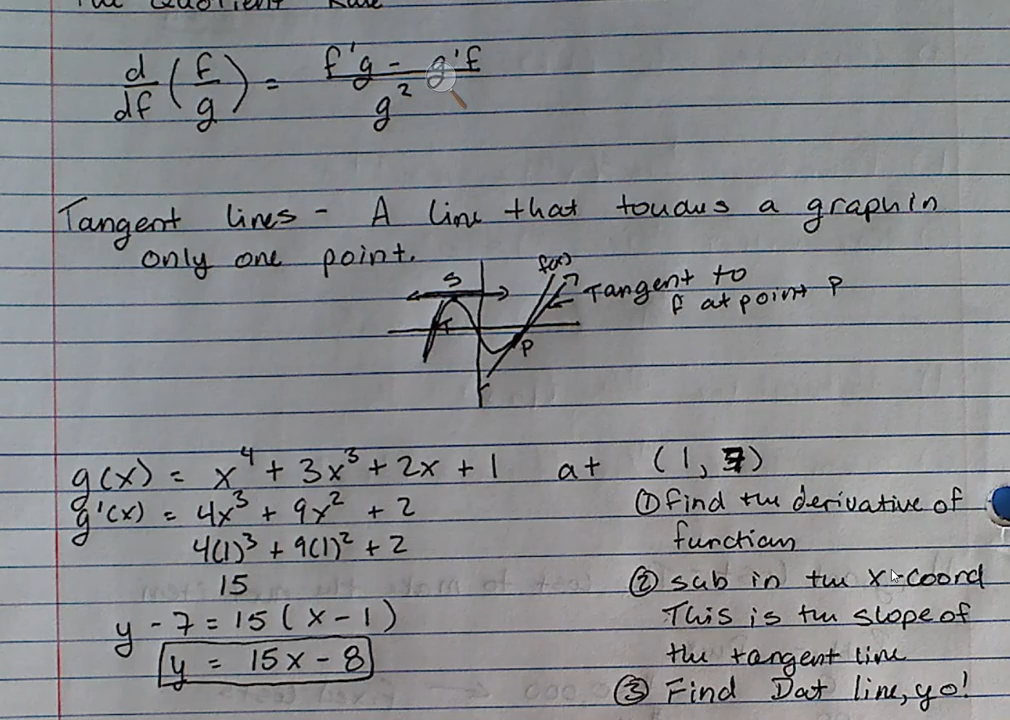 The Quotient Rule
d/df (f/g) = (f'g - g'f)/g²
Tangent lines - A line that touches a graph in
only one point.
s
f(x)
Tangent to
f at point P
P
g(x) = x⁴ + 3x³ + 2x + 1 at (1, 7)
g'(x) = 4x³ + 9x² + 2
4(1)³ + 9(1)² + 2
15
y - 7 = 15(x - 1)
y = 15x - 8
① Find the derivative of
function
② sub in the x-coord
This is the slope of
the tangent line
③ Find Dat line, yo!